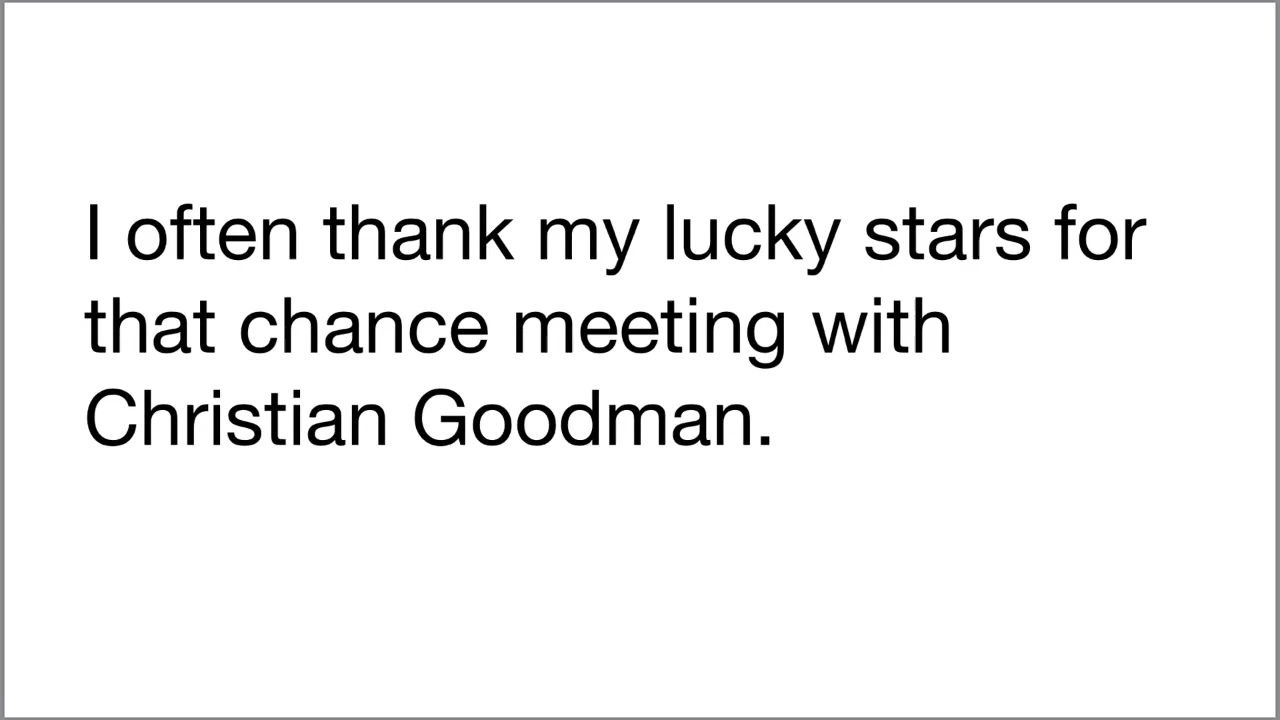 I often thank my lucky stars for
that chance meeting with
Christian Goodman.